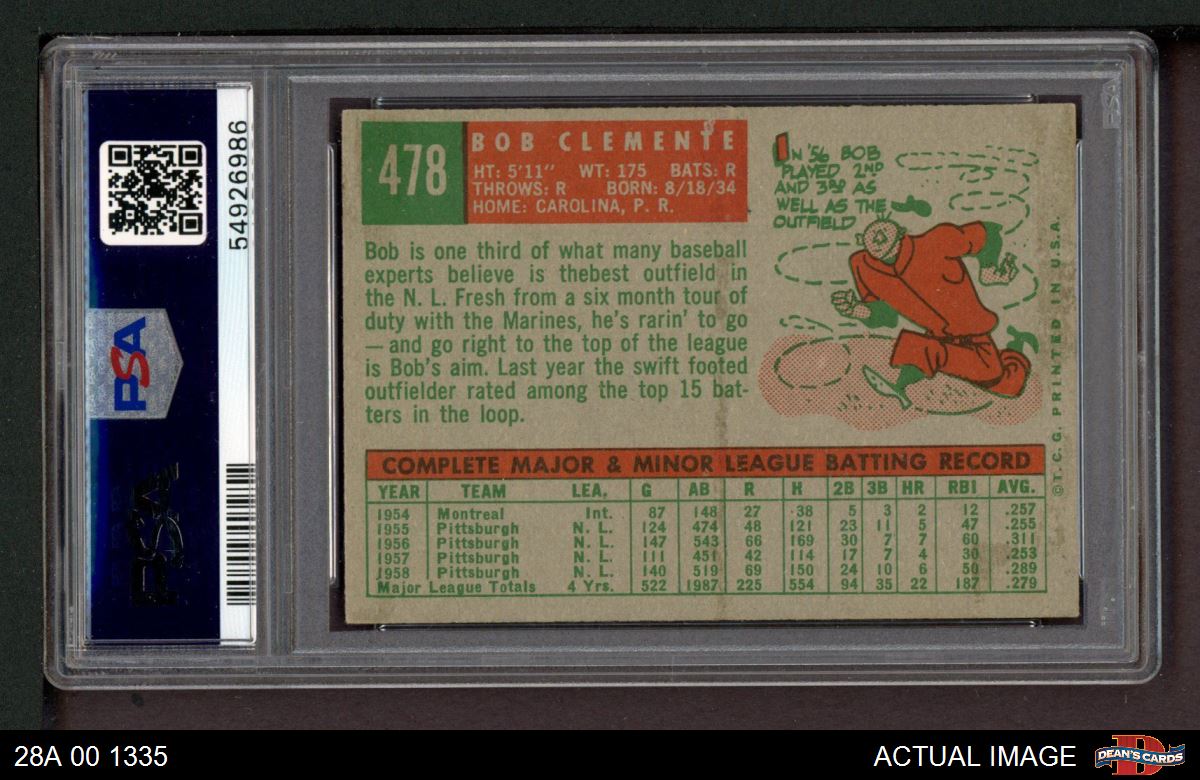 54926986
PSA
PSA
PSA
478
BOB CLEMENTE
HT: 5'11" WT: 175 BATS: R
THROWS: R BORN: 8/18/34
HOME: CAROLINA, P. R.
IN '56 BOB
PLAYED 2ND
AND 3RD AS
WELL AS THE
OUTFIELD
Bob is one third of what many baseball
experts believe is thebest outfield in
the N. L. Fresh from a six month tour of
duty with the Marines, he's rarin' to go
—and go right to the top of the league
is Bob's aim. Last year the swift footed
outfielder rated among the top 15 bat-
ters in the loop.
COMPLETE MAJOR & MINOR LEAGUE BATTING RECORD
YEAR TEAM LEA. G AB R H 2B 3B HR RBI AVG.
1954 Montreal Int. 87 148 27 38 5 3 2 12 .257
1955 Pittsburgh N. L. 124 474 48 121 23 11 5 47 .255
1956 Pittsburgh N. L. 147 543 66 169 30 7 7 60 .311
1957 Pittsburgh N. L. 111 451 42 114 17 7 4 30 .253
1958 Pittsburgh N. L. 140 519 69 150 24 10 6 50 .289
Major League Totals 4 Yrs. 522 1987 225 554 94 35 22 187 .279
©T. C. G. PRINTED IN U.S.A.
28A 00 1335
ACTUAL IMAGE
D
DEAN'S CARDS